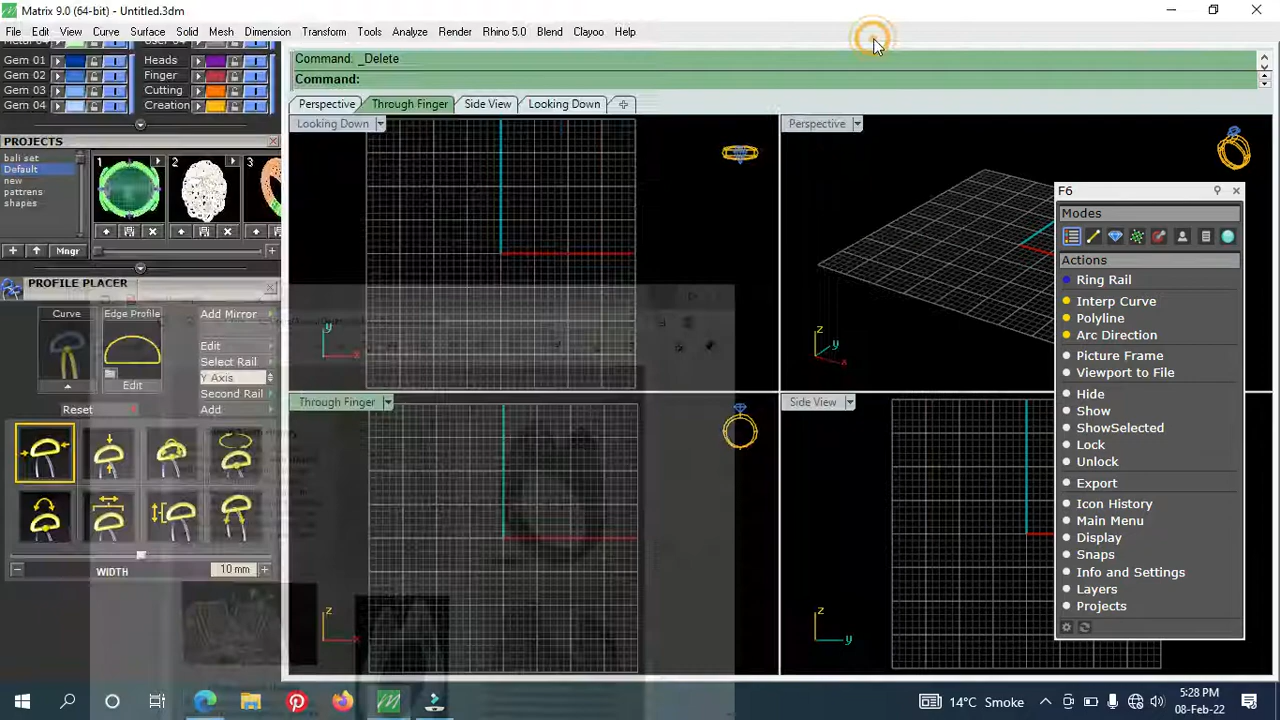 Matrix 9.0 (64-bit) - Untitled.3dm
File Edit View Curve Surface Solid Mesh Dimension Transform Tools Analyze Render Rhino 5.0 Blend Clayoo Help
Gem 01 Heads
Gem 02 Finger
Gem 03 Cutting
Gem 04 Creation
Command: _Delete
Command:
Perspective Through Finger Side View Looking Down
PROJECTS
bali set
Default
new
pattrens
shapes
1 2 3
Mngr
Looking Down
y x
Perspective
z y x
Through Finger
z x
Side View
z y
PROFILE PLACER
Curve Edge Profile Add Mirror
Edit
Select Rail
Y Axis
Edit Second Rail
Reset Add
WIDTH 10 mm
F6
Modes
Actions
Ring Rail
Interp Curve
Polyline
Arc Direction
Picture Frame
Viewport to File
Hide
Show
ShowSelected
Lock
Unlock
Export
Icon History
Main Menu
Display
Snaps
Info and Settings
Layers
Projects
14°C Smoke
5:28 PM
08-Feb-22